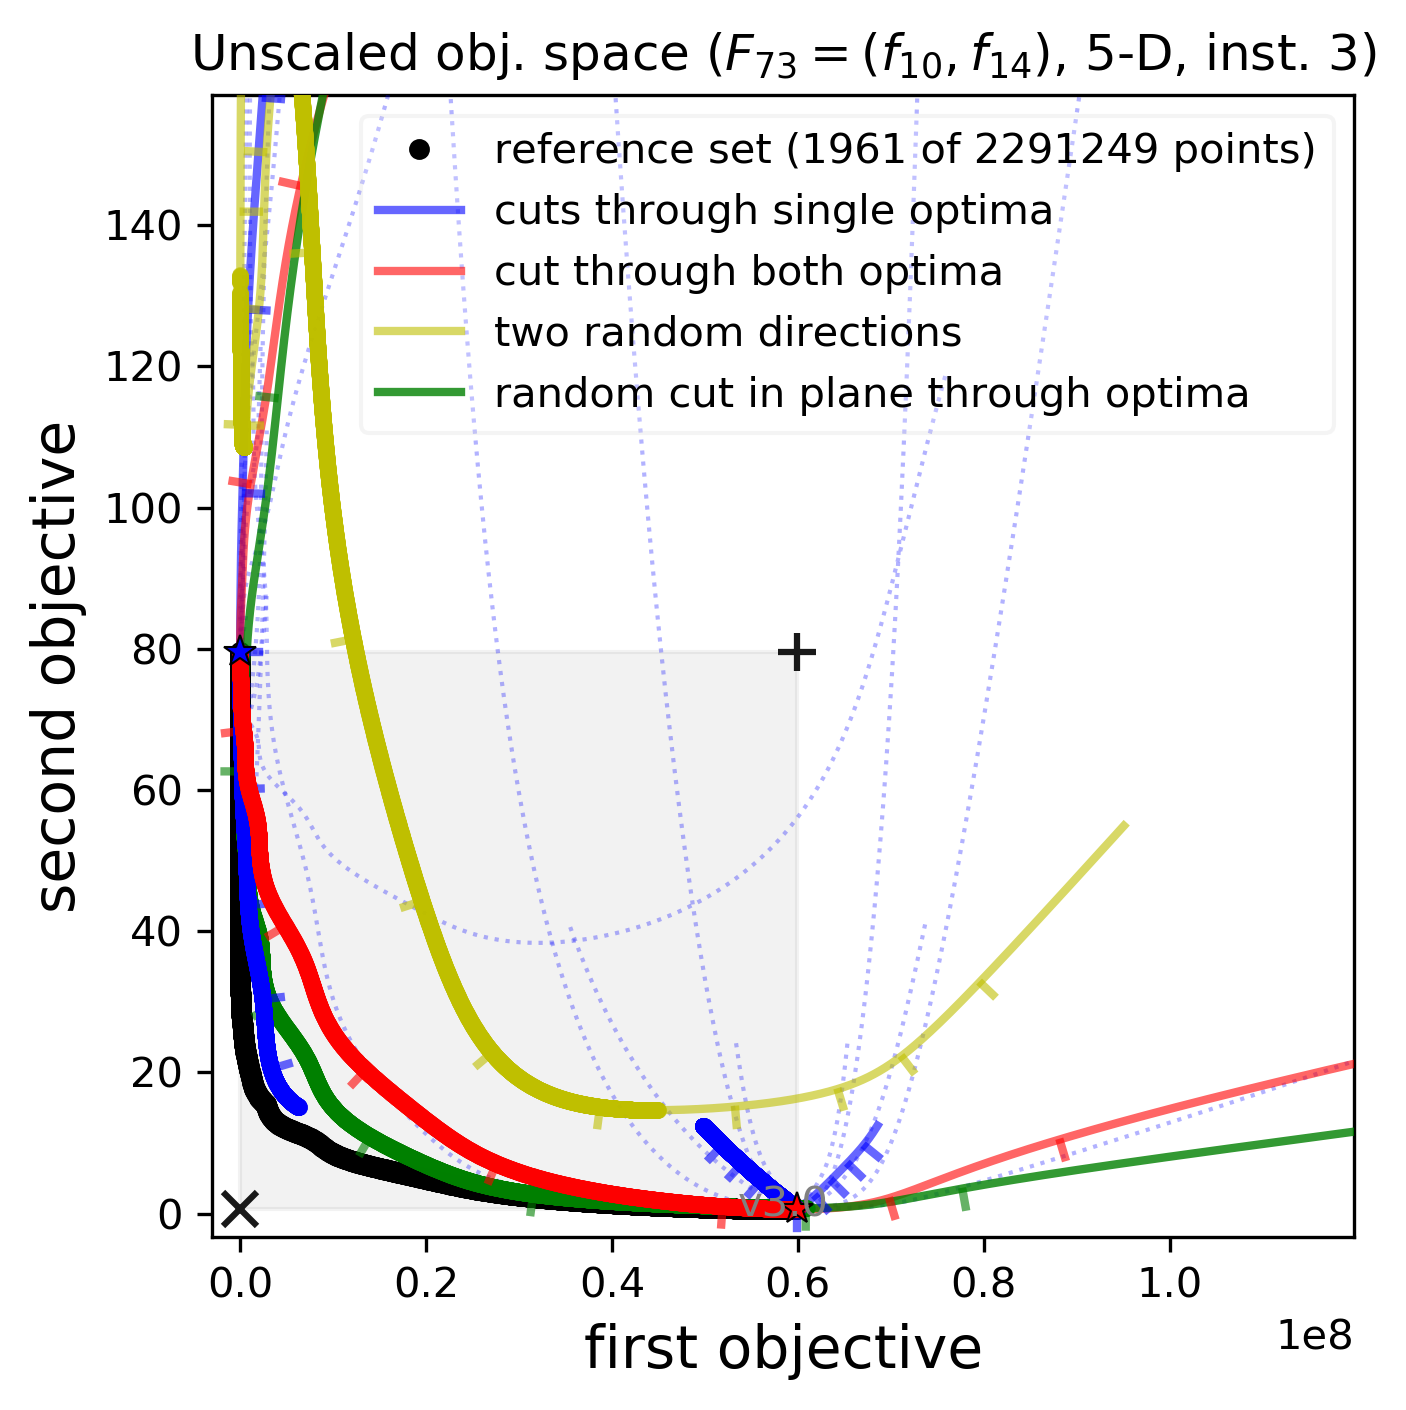 Unscaled obj. space (F₇₃ = (f₁₀, f₁₄), 5-D, inst. 3)
reference set (1961 of 2291249 points)
cuts through single optima
cut through both optima
two random directions
random cut in plane through optima
140
120
100
80
60
40
20
0
second objective
v3.0
0.0 0.2 0.4 0.6 0.8 1.0
1e8
first objective